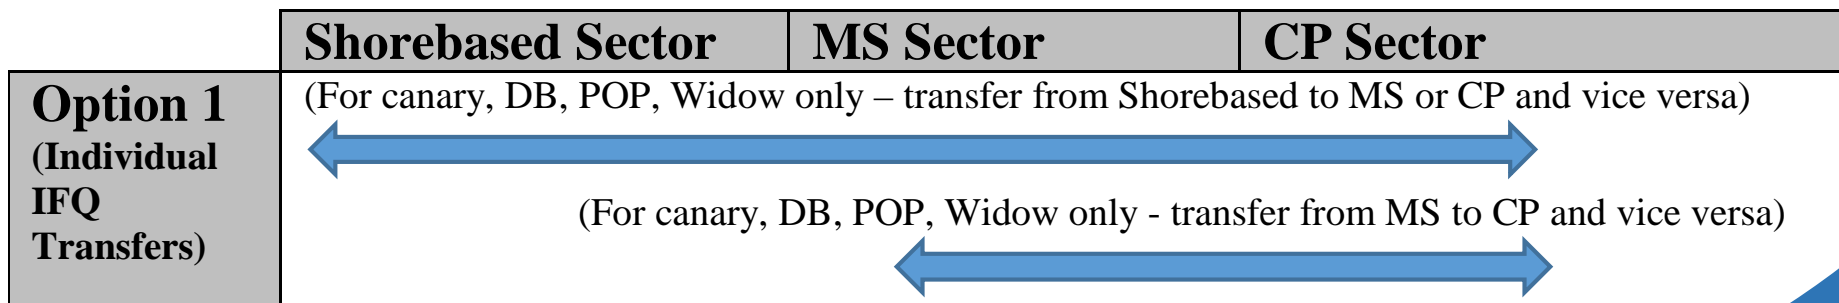 Shorebased Sector MS Sector CP Sector
Option 1
(Individual
IFQ
Transfers)
(For canary, DB, POP, Widow only – transfer from Shorebased to MS or CP and vice versa)
(For canary, DB, POP, Widow only - transfer from MS to CP and vice versa)